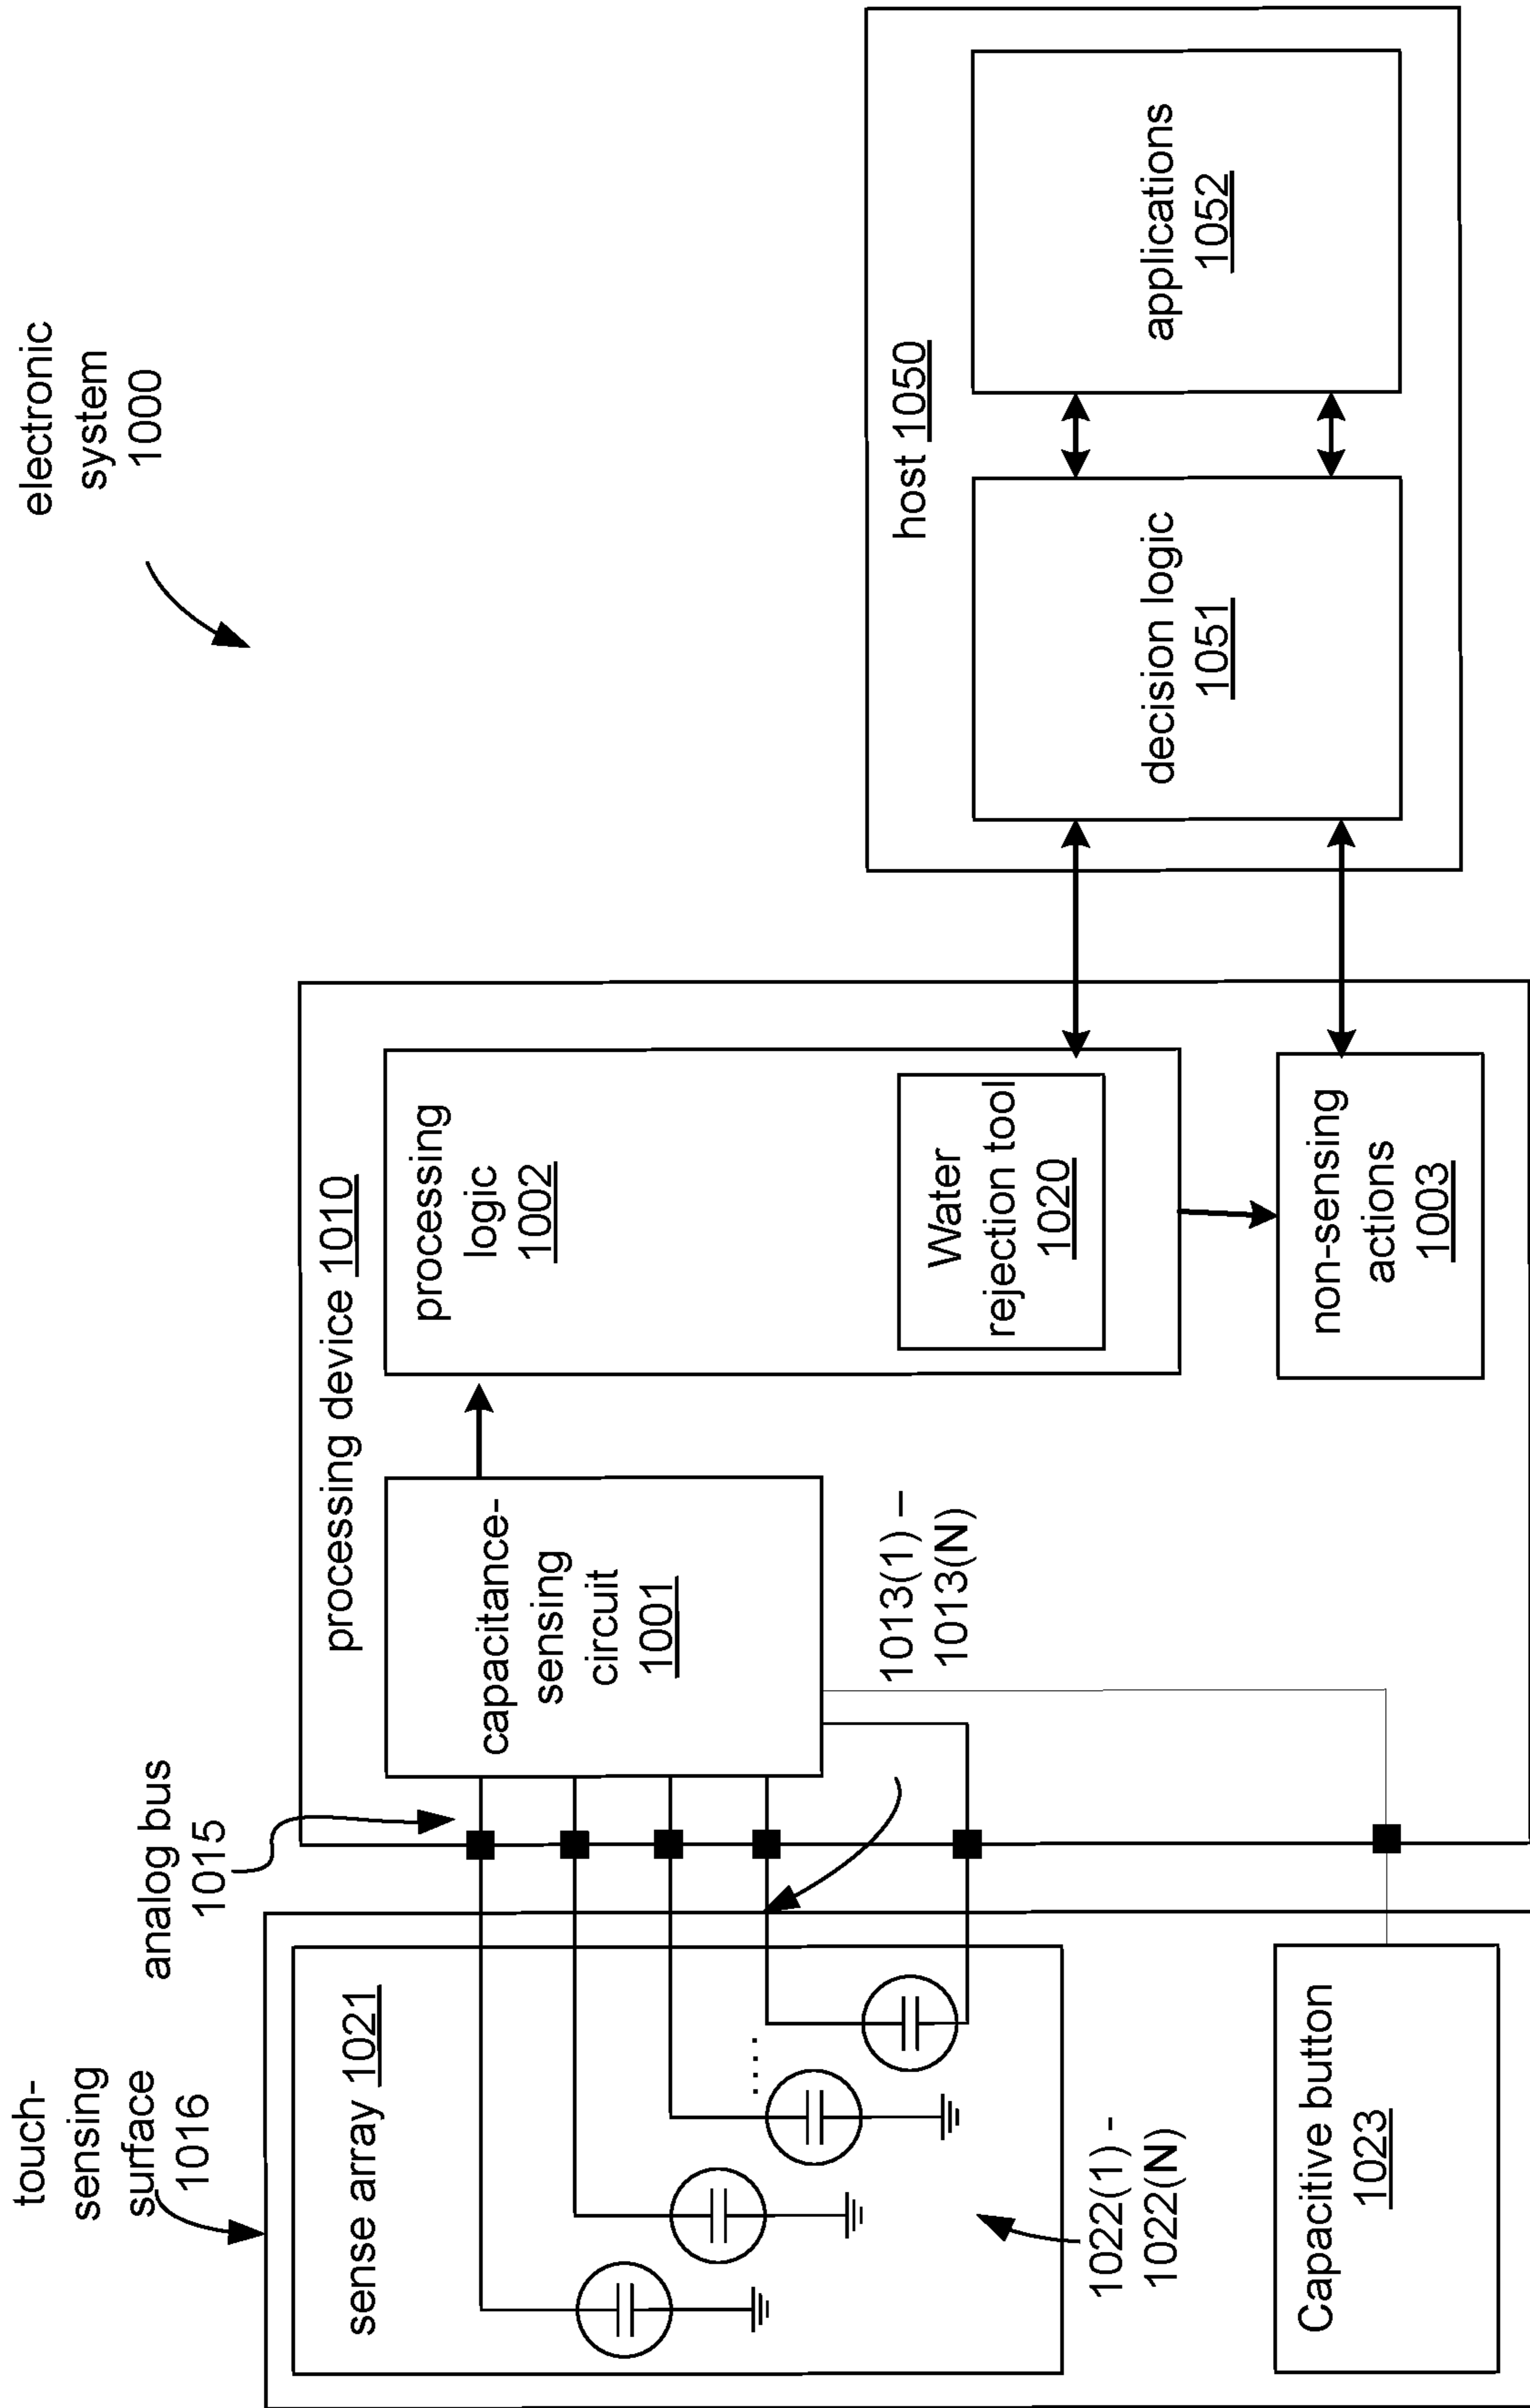 electronic
system
1000
touch-
sensing
surface
1016
analog bus
1015
sense array 1021
1022(1) -
1022(N)
Capacitive button
1023
processing device 1010
capacitance-
sensing
circuit
1001
1013(1) –
1013(N)
processing
logic
1002
Water
rejection tool
1020
non-sensing
actions
1003
host 1050
decision logic
1051
applications
1052